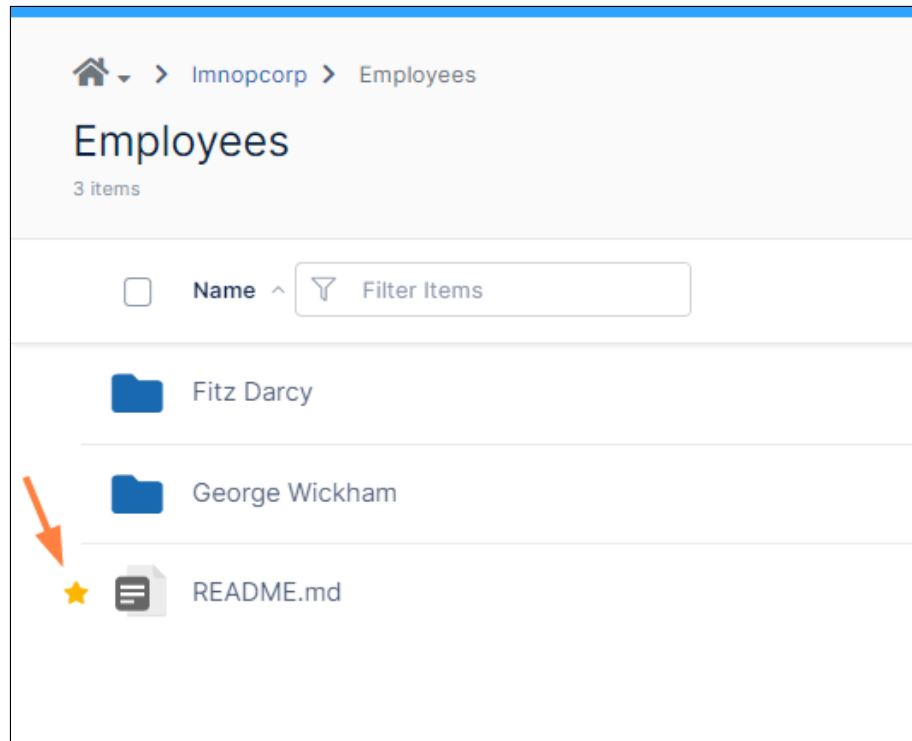 lmnopcorp Employees
Employees
3 items
Name Filter Items
Fitz Darcy
George Wickham
README.md